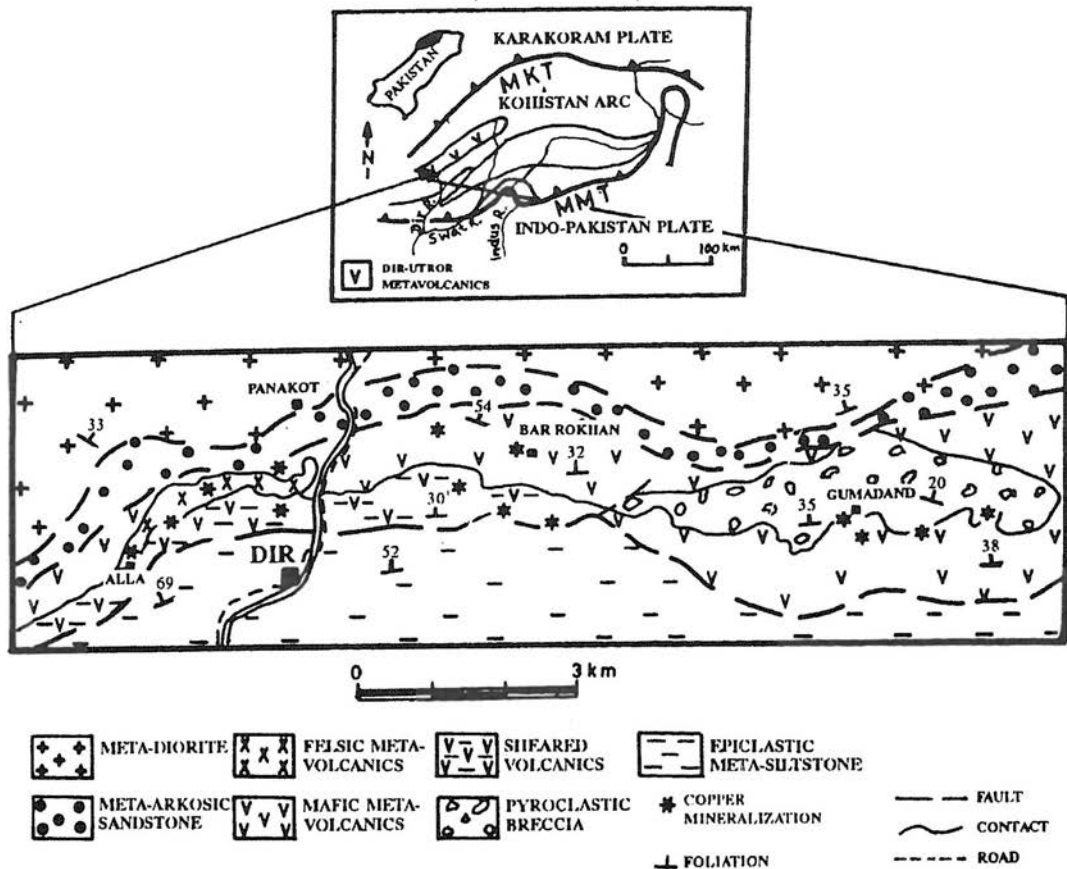 KARAKORAM PLATE
PAKISTAN
MKT
KOHISTAN ARC
N
Dir R.
Swat R.
Indus R.
MMT
INDO-PAKISTAN PLATE
0 100 km
V DIR-UTROR
METAVOLCANICS
PANAKOT
33
54
35
BAR ROKHAN
32
30
GUMADAND
20
35
DIR
52
38
ALLA
69
0 3 km
META-DIORITE
FELSIC META-
VOLCANICS
SHEARED
VOLCANICS
EPICLASTIC
META-SILTSTONE
META-ARKOSIC
SANDSTONE
MAFIC META-
VOLCANICS
PYROCLASTIC
BRECCIA
COPPER
MINERALIZATION
FAULT
CONTACT
FOLIATION
ROAD